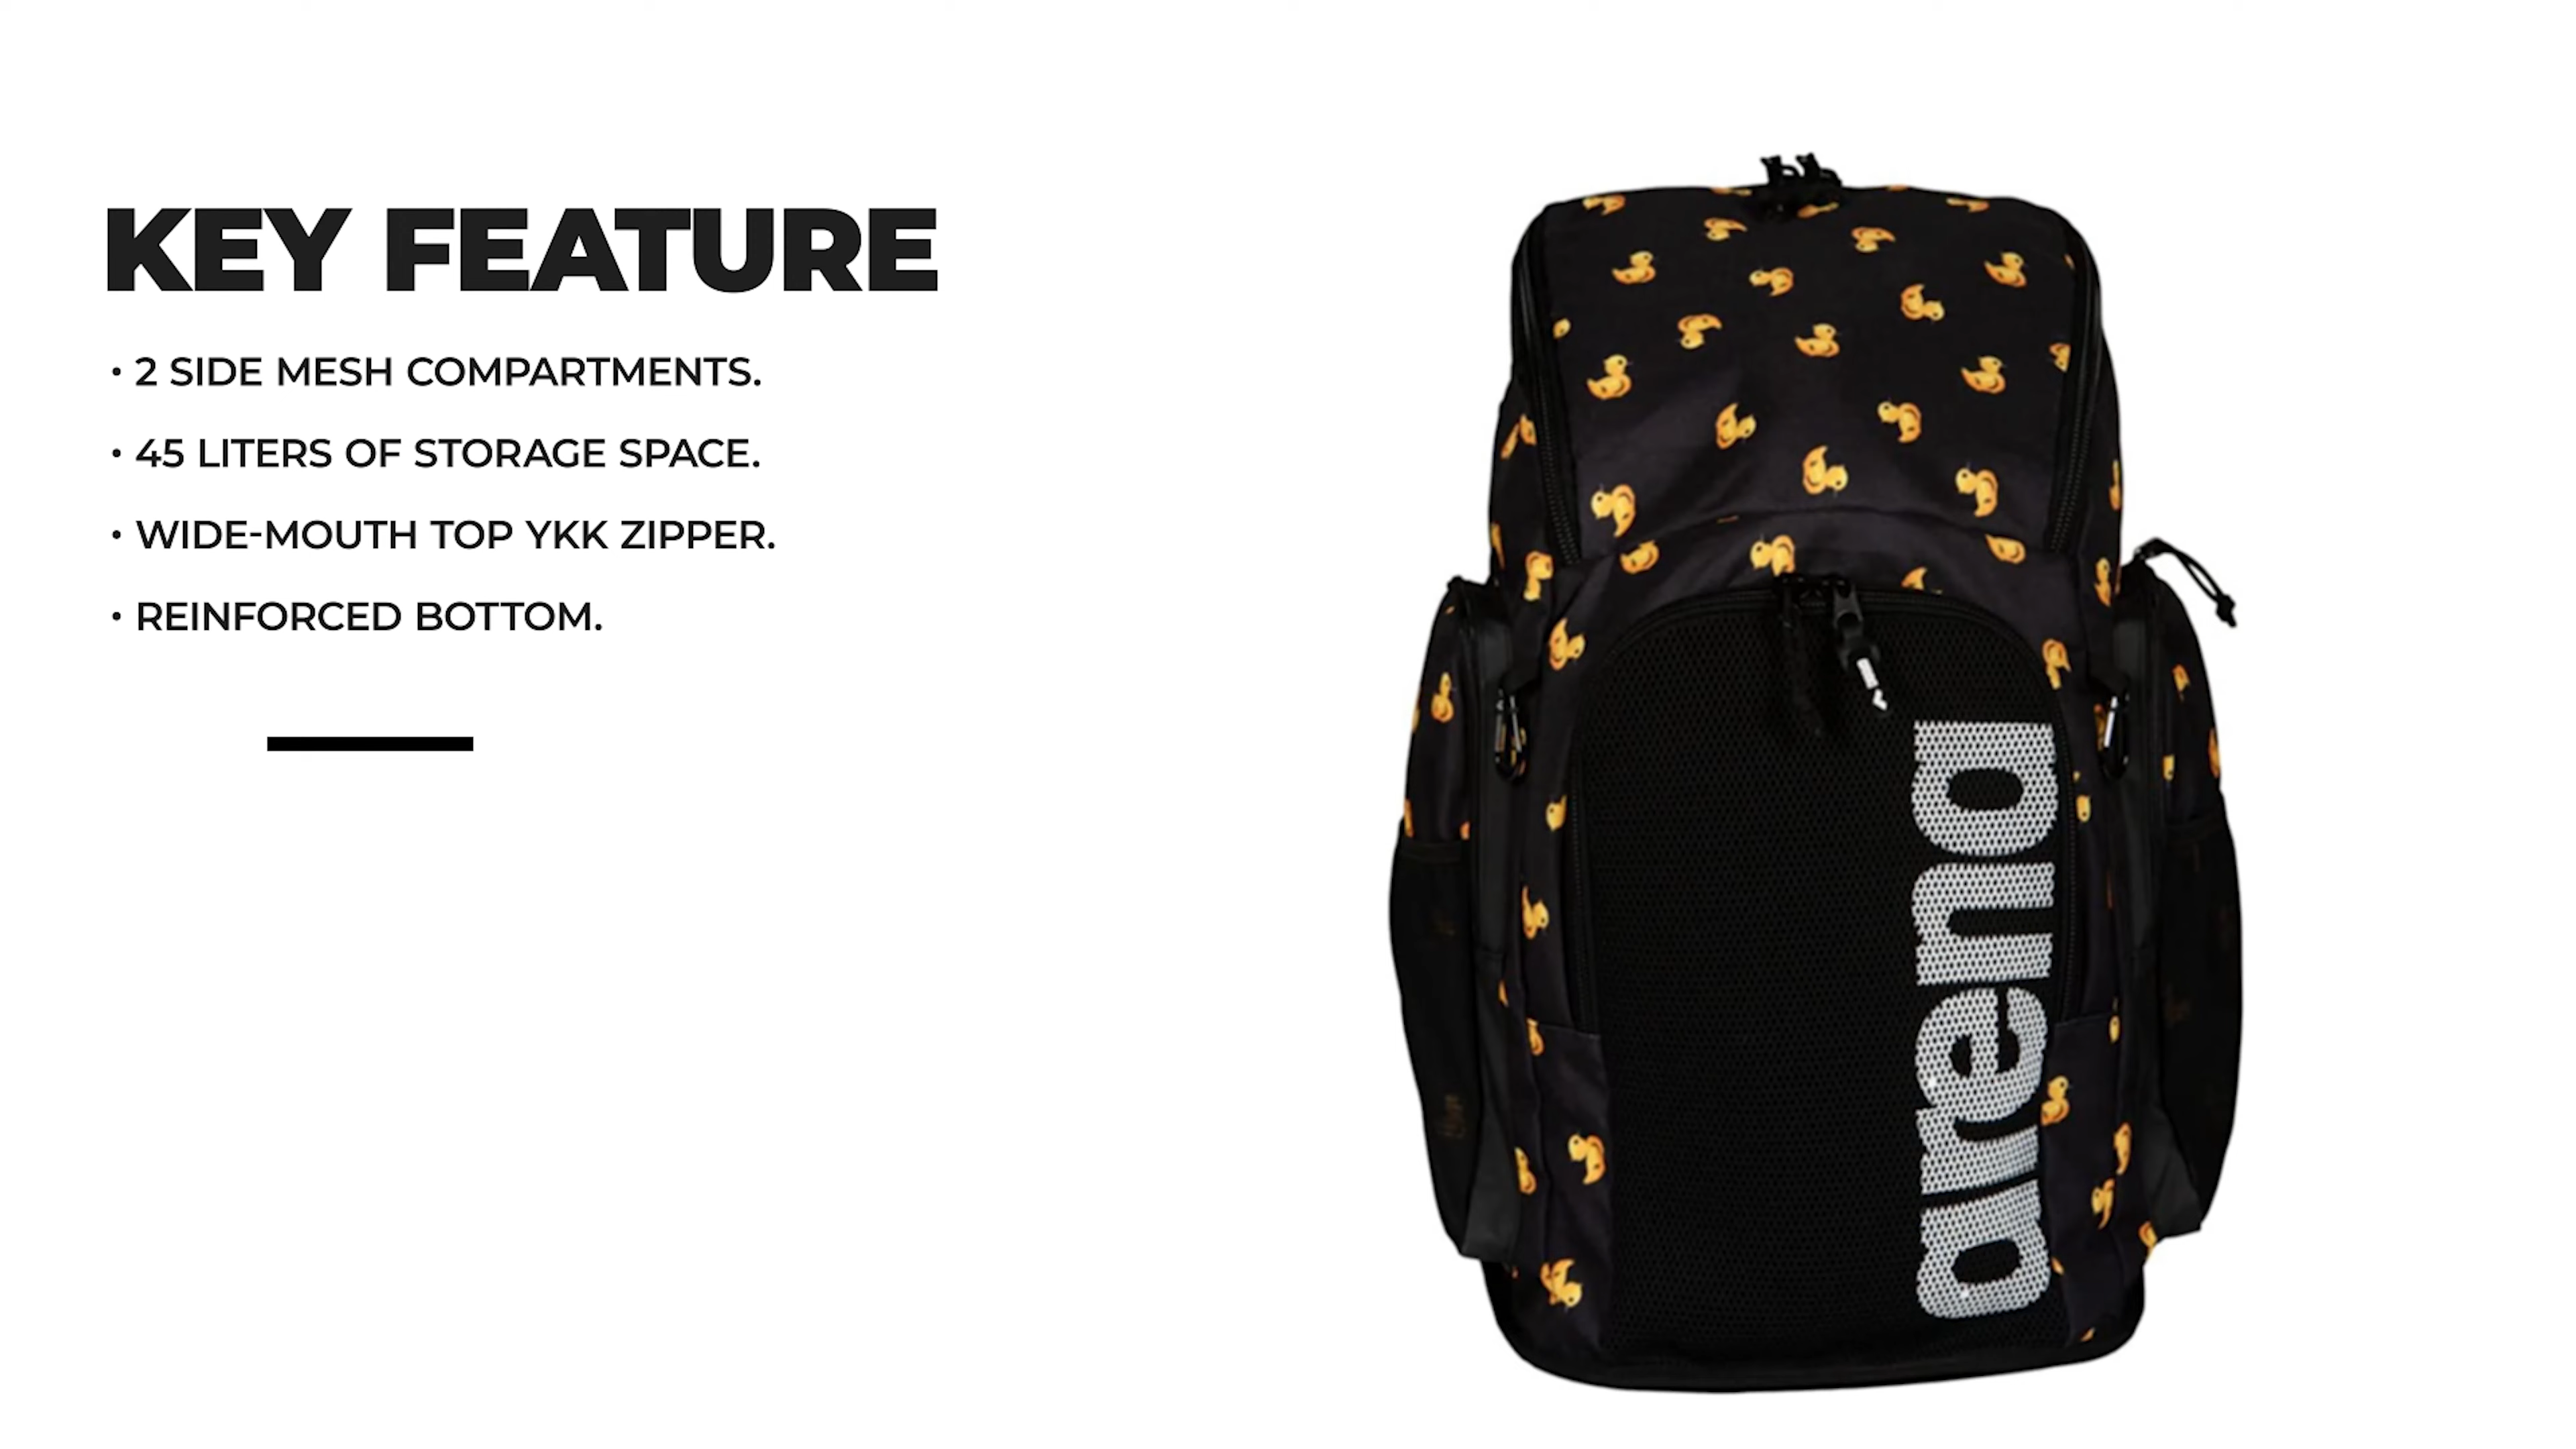 KEY FEATURE
• 2 SIDE MESH COMPARTMENTS.
• 45 LITERS OF STORAGE SPACE.
• WIDE-MOUTH TOP YKK ZIPPER.
• REINFORCED BOTTOM.
arena